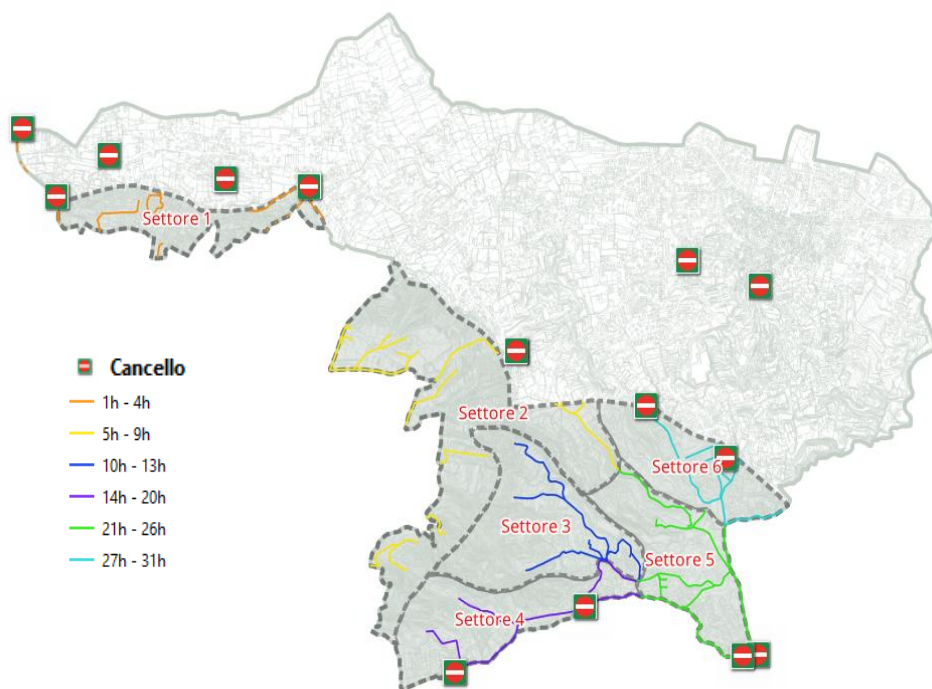 Settore 1
Cancello
1h - 4h
5h - 9h
10h - 13h
14h - 20h
21h - 26h
27h - 31h
Settore 2
Settore 6
Settore 3
Settore 5
Settore 4